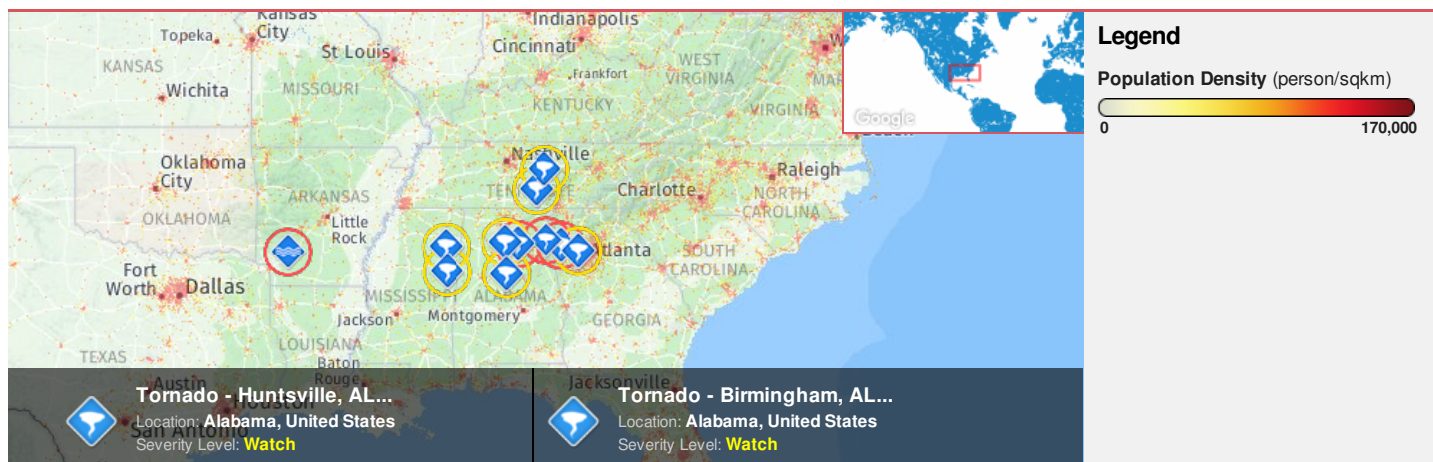 Kansas
City
Topeka
St Louis
Indianapolis
Cincinnati
KANSAS
Wichita
MISSOURI
Frankfort
WEST
VIRGINIA
KENTUCKY
VIRGINIA
Google
Oklahoma
City
OKLAHOMA
ARKANSAS
Little
Rock
Nashville
Charlotte
Raleigh
NORTH
CAROLINA
SOUTH
CAROLINA
Fort
Worth
Dallas
MISSISSIPPI
ALABAMA
Jackson
Montgomery
GEORGIA
LOUISIANA
TEXAS
Baton
Rouge
Austin
Houston
San Antonio
Jacksonville
Tornado - Huntsville, AL...
Location: Alabama, United States
Severity Level: Watch
Tornado - Birmingham, AL...
Location: Alabama, United States
Severity Level: Watch
Legend
Population Density (person/sqkm)
0
170,000